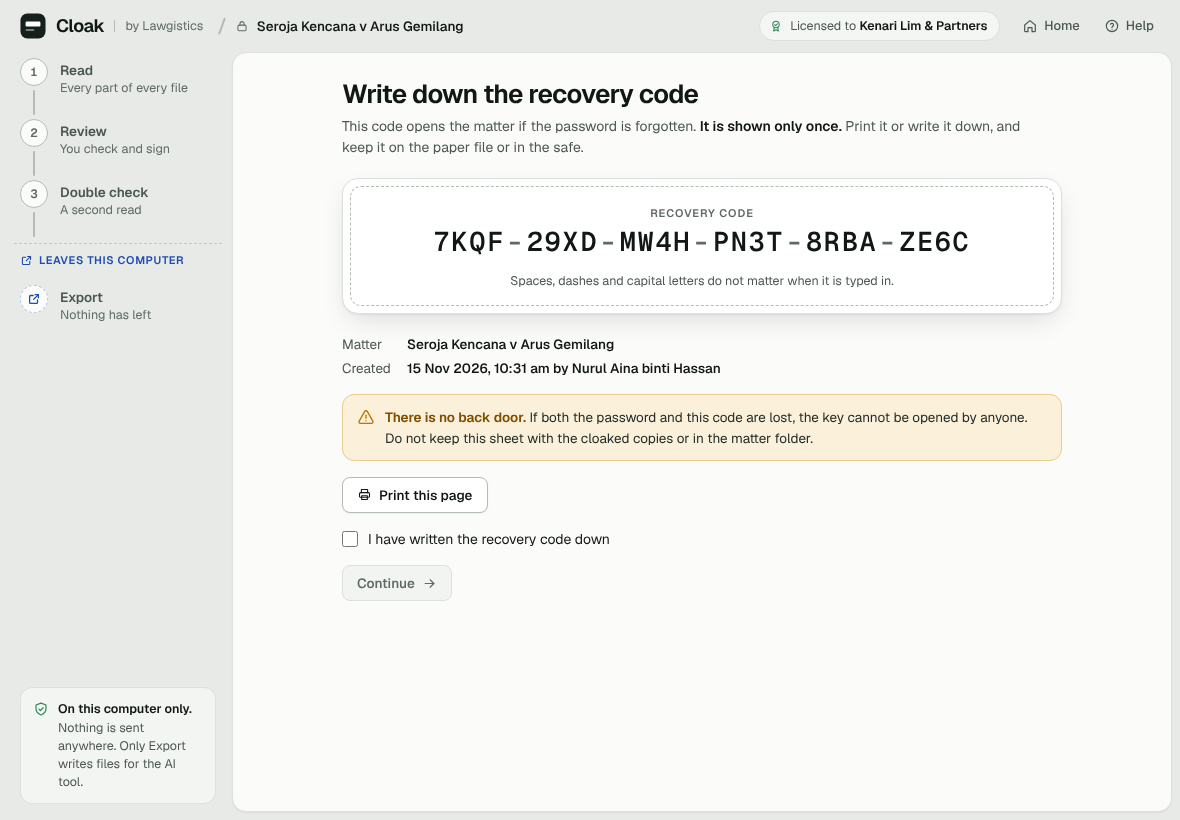 Cloak
by Lawgistics
/
Seroja Kencana v Arus Gemilang
Licensed to Kenari Lim & Partners
Home
Help
1
Read
Every part of every file
2
Review
You check and sign
3
Double check
A second read
LEAVES THIS COMPUTER
Export
Nothing has left
On this computer only.
Nothing is sent
anywhere. Only Export
writes files for the AI
tool.
Write down the recovery code
This code opens the matter if the password is forgotten. It is shown only once. Print it or write it down, and
keep it on the paper file or in the safe.
RECOVERY CODE
7KQF-29XD-MW4H-PN3T-8RBA-ZE6C
Spaces, dashes and capital letters do not matter when it is typed in.
Matter Seroja Kencana v Arus Gemilang
Created 15 Nov 2026, 10:31 am by Nurul Aina binti Hassan
There is no back door. If both the password and this code are lost, the key cannot be opened by anyone.
Do not keep this sheet with the cloaked copies or in the matter folder.
Print this page
I have written the recovery code down
Continue →